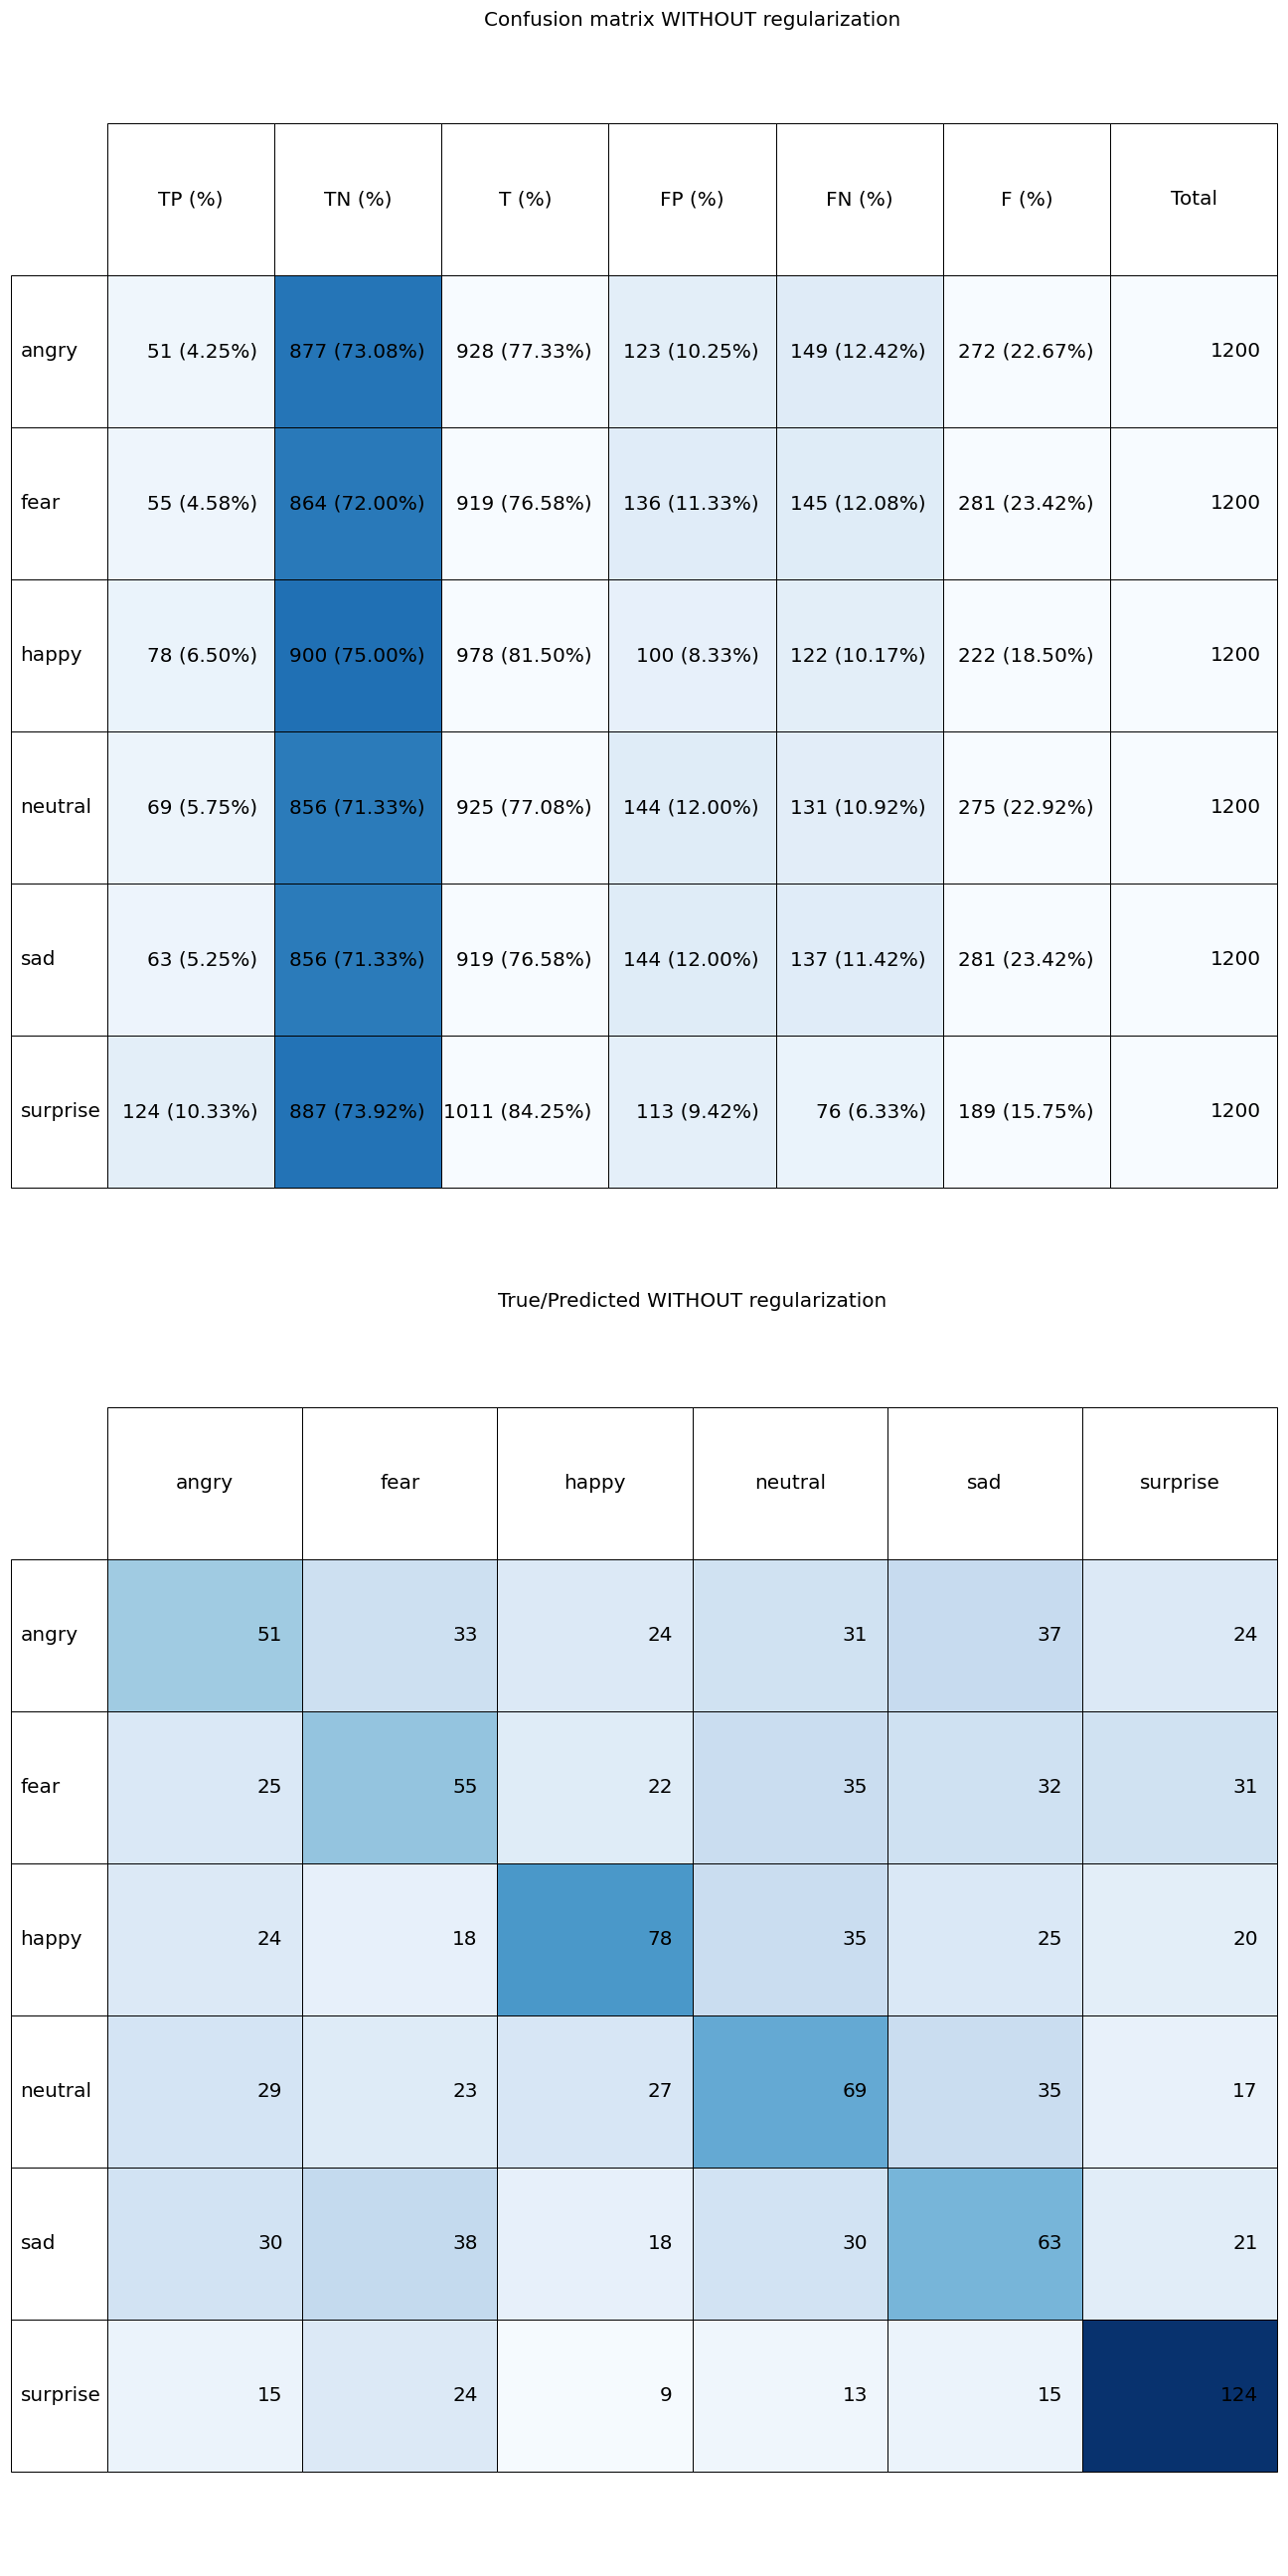 Confusion matrix WITHOUT regularization
TP (%) TN (%) T (%) FP (%) FN (%) F (%) Total
angry 51 (4.25%) 877 (73.08%) 928 (77.33%) 123 (10.25%) 149 (12.42%) 272 (22.67%) 1200
fear 55 (4.58%) 864 (72.00%) 919 (76.58%) 136 (11.33%) 145 (12.08%) 281 (23.42%) 1200
happy 78 (6.50%) 900 (75.00%) 978 (81.50%) 100 (8.33%) 122 (10.17%) 222 (18.50%) 1200
neutral 69 (5.75%) 856 (71.33%) 925 (77.08%) 144 (12.00%) 131 (10.92%) 275 (22.92%) 1200
sad 63 (5.25%) 856 (71.33%) 919 (76.58%) 144 (12.00%) 137 (11.42%) 281 (23.42%) 1200
surprise 124 (10.33%) 887 (73.92%) 1011 (84.25%) 113 (9.42%) 76 (6.33%) 189 (15.75%) 1200
True/Predicted WITHOUT regularization
angry fear happy neutral sad surprise
angry 51 33 24 31 37 24
fear 25 55 22 35 32 31
happy 24 18 78 35 25 20
neutral 29 23 27 69 35 17
sad 30 38 18 30 63 21
surprise 15 24 9 13 15 124